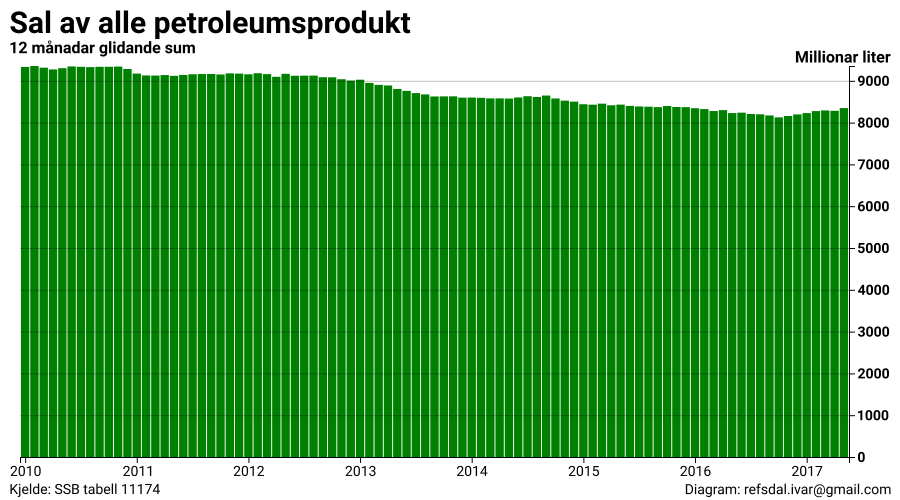 Sal av alle petroleumsprodukt
12 månadar glidande sum
Millionar liter
9000
8000
7000
6000
5000
4000
3000
2000
1000
0
2010 2011 2012 2013 2014 2015 2016 2017
Kjelde: SSB tabell 11174 Diagram: refsdal.ivar@gmail.com